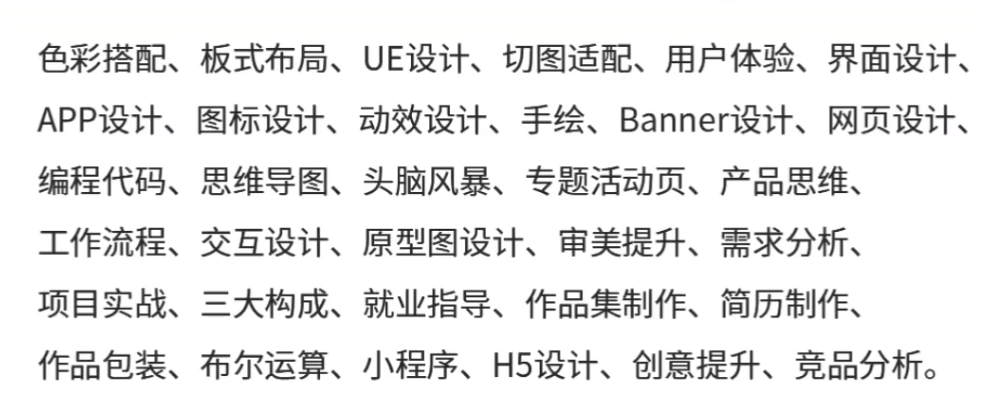 色彩搭配、板式布局、UE设计、切图适配、用户体验、界面设计、
APP设计、图标设计、动效设计、手绘、Banner设计、网页设计、
编程代码、思维导图、头脑风暴、专题活动页、产品思维、
工作流程、交互设计、原型图设计、审美提升、需求分析、
项目实战、三大构成、就业指导、作品集制作、简历制作、
作品包装、布尔运算、小程序、H5设计、创意提升、竞品分析。